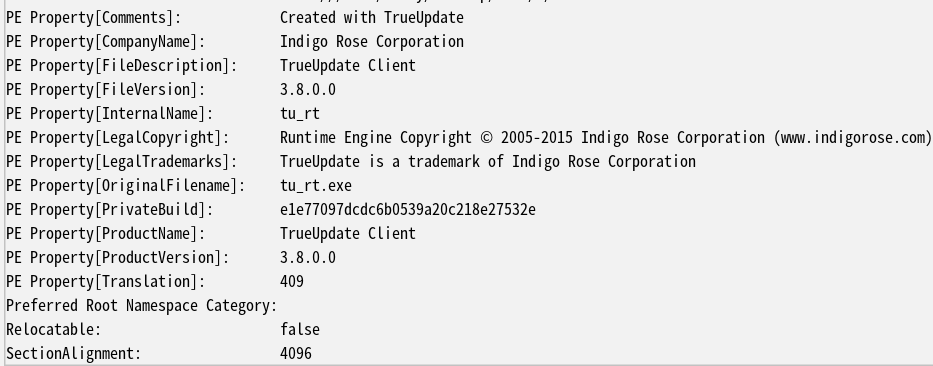 PE Property[Comments]: Created with TrueUpdate
PE Property[CompanyName]: Indigo Rose Corporation
PE Property[FileDescription]: TrueUpdate Client
PE Property[FileVersion]: 3.8.0.0
PE Property[InternalName]: tu_rt
PE Property[LegalCopyright]: Runtime Engine Copyright © 2005-2015 Indigo Rose Corporation (www.indigorose.com)
PE Property[LegalTrademarks]: TrueUpdate is a trademark of Indigo Rose Corporation
PE Property[OriginalFilename]: tu_rt.exe
PE Property[PrivateBuild]: e1e77097dcdc6b0539a20c218e27532e
PE Property[ProductName]: TrueUpdate Client
PE Property[ProductVersion]: 3.8.0.0
PE Property[Translation]: 409
Preferred Root Namespace Category:
Relocatable: false
SectionAlignment: 4096